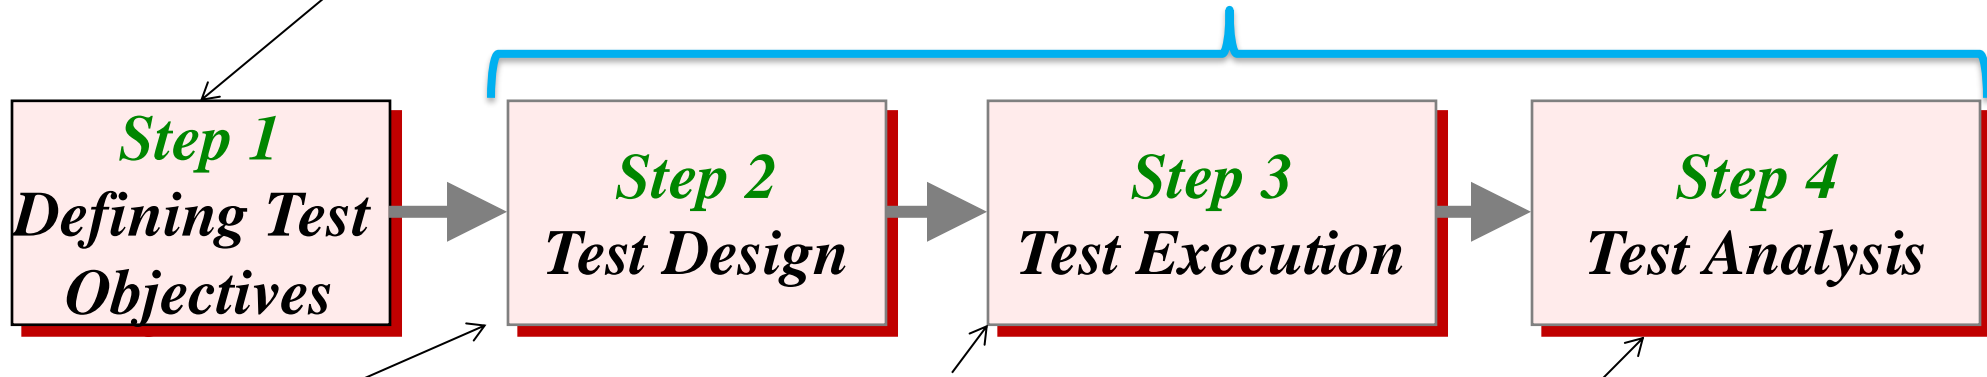 Step 1
Defining Test
Objectives
Step 2
Test Design
Step 3
Test Execution
Step 4
Test Analysis